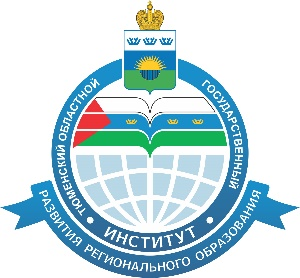 ТЮМЕНСКИЙ ОБЛАСТНОЙ ГОСУДАРСТВЕННЫЙ
· ИНСТИТУТ ·
РАЗВИТИЯ РЕГИОНАЛЬНОГО ОБРАЗОВАНИЯ